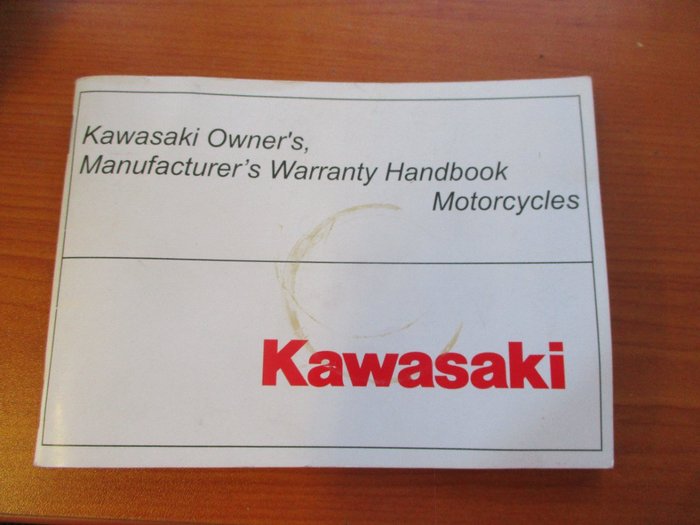 Kawasaki Owner's,
Manufacturer's Warranty Handbook
Motorcycles
Kawasaki